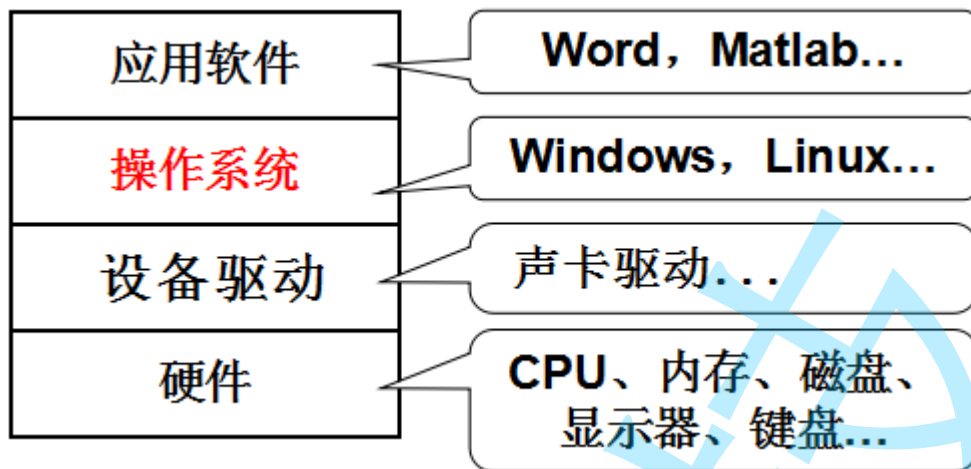 应用软件
Word，Matlab…
操作系统
Windows，Linux…
设备驱动
声卡驱动...
硬件
CPU、内存、磁盘、
显示器、键盘…